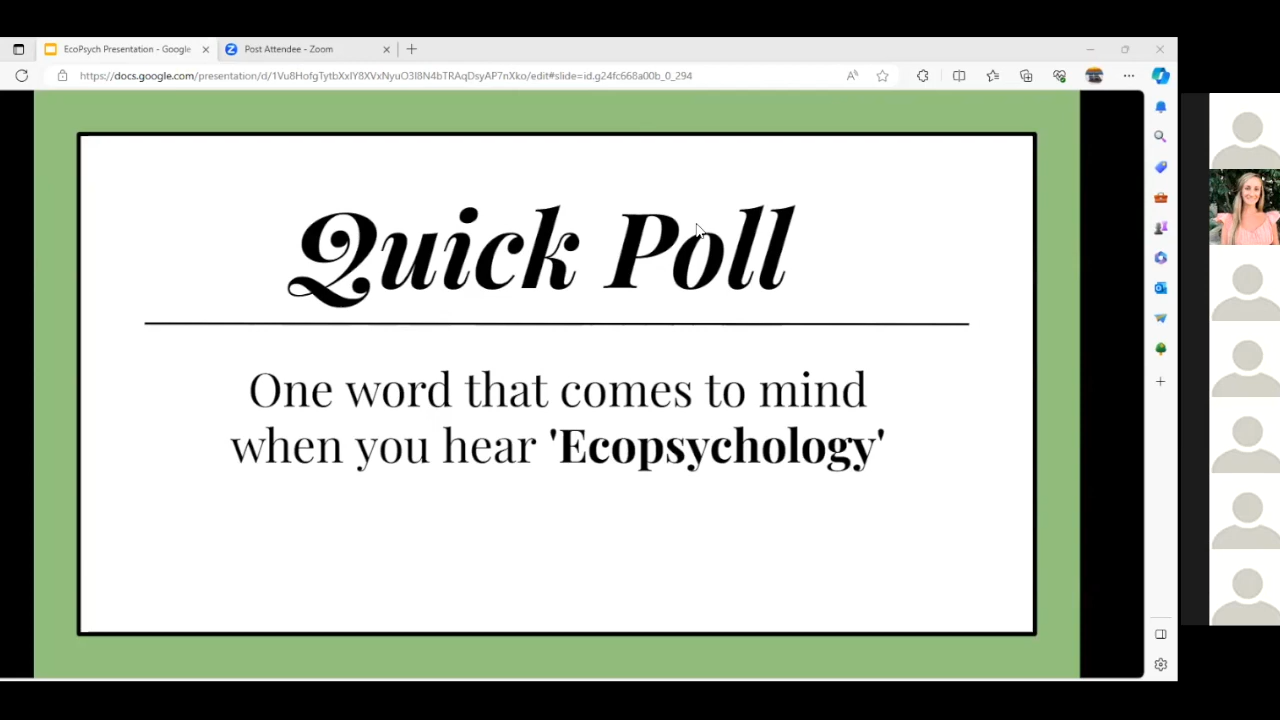 EcoPsych Presentation - Google
Post Attendee - Zoom
https://docs.google.com/presentation/d/1Vu8HofgTytbXxIY8XVxNyuO3I8N4bTRAqDsyAP7nXko/edit#slide=id.g24fc668a00b_0_294
Quick Poll
One word that comes to mind
when you hear 'Ecopsychology'